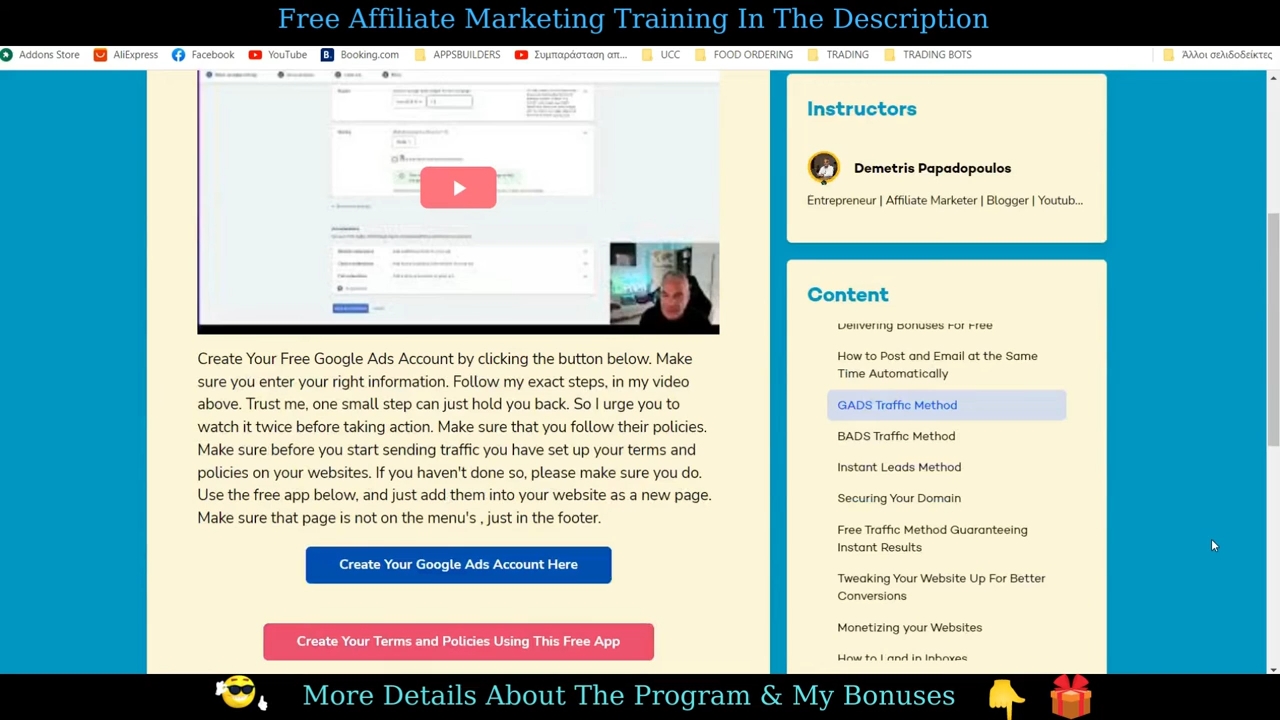 Free Affiliate Marketing Training In The Description
Addons Store AliExpress Facebook YouTube Booking.com APPSBUILDERS Συμπαράσταση απ... UCC FOOD ORDERING TRADING TRADING BOTS Άλλοι σελιδοδείκτες
Create Your Free Google Ads Account by clicking the button below. Make
sure you enter your right information. Follow my exact steps, in my video
above. Trust me, one small step can just hold you back. So I urge you to
watch it twice before taking action. Make sure that you follow their policies.
Make sure before you start sending traffic you have set up your terms and
policies on your websites. If you haven't done so, please make sure you do.
Use the free app below, and just add them into your website as a new page.
Make sure that page is not on the menu's , just in the footer.
Create Your Google Ads Account Here
Create Your Terms and Policies Using This Free App
Instructors
Demetris Papadopoulos
Entrepreneur | Affiliate Marketer | Blogger | Youtub...
Content
Delivering Bonuses For Free
How to Post and Email at the Same
Time Automatically
GADS Traffic Method
BADS Traffic Method
Instant Leads Method
Securing Your Domain
Free Traffic Method Guaranteeing
Instant Results
Tweaking Your Website Up For Better
Conversions
Monetizing your Websites
How to Land in Inboxes
More Details About The Program & My Bonuses